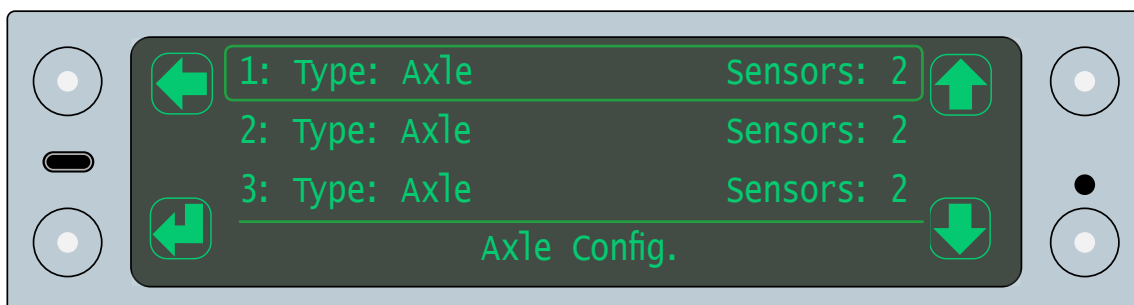 1: Type: Axle Sensors: 2
2: Type: Axle Sensors: 2
3: Type: Axle Sensors: 2
Axle Config.